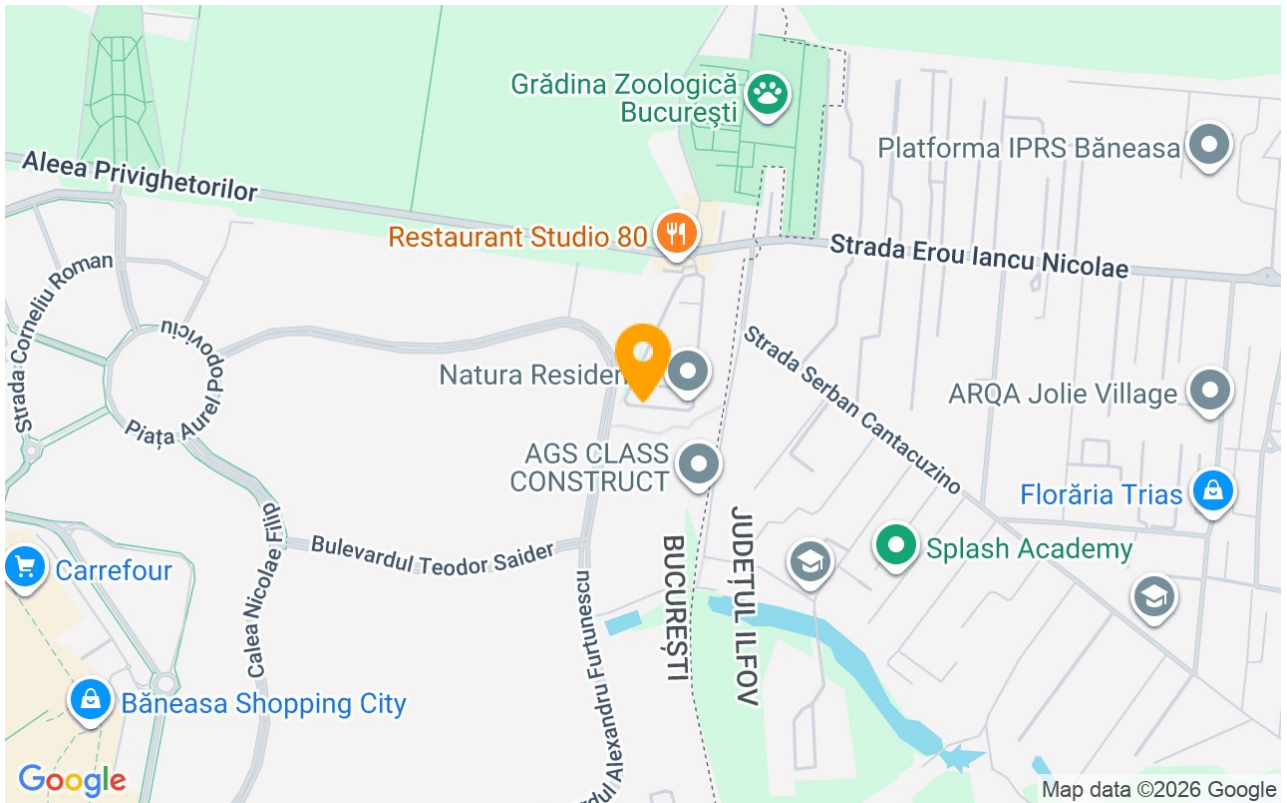 Grădina Zoologică
București
Platforma IPRS Băneasa
Aleea Privighetorilor
Restaurant Studio 80
Strada Erou Iancu Nicolae
Strada Corneliu Roman
Piața Aurel Popoviciu
Natura Residen
Strada Serban Cantacuzino
ARQA Jolie Village
AGS CLASS
CONSTRUCT
Florăria Trias
Calea Nicolae Filip
Bulevardul Teodor Saider
JUDEȚUL ILFOV
BUCUREȘTI
Splash Academy
Carrefour
Băneasa Shopping City
rdul Alexandru Furtunescu
Google
Map data ©2026 Google